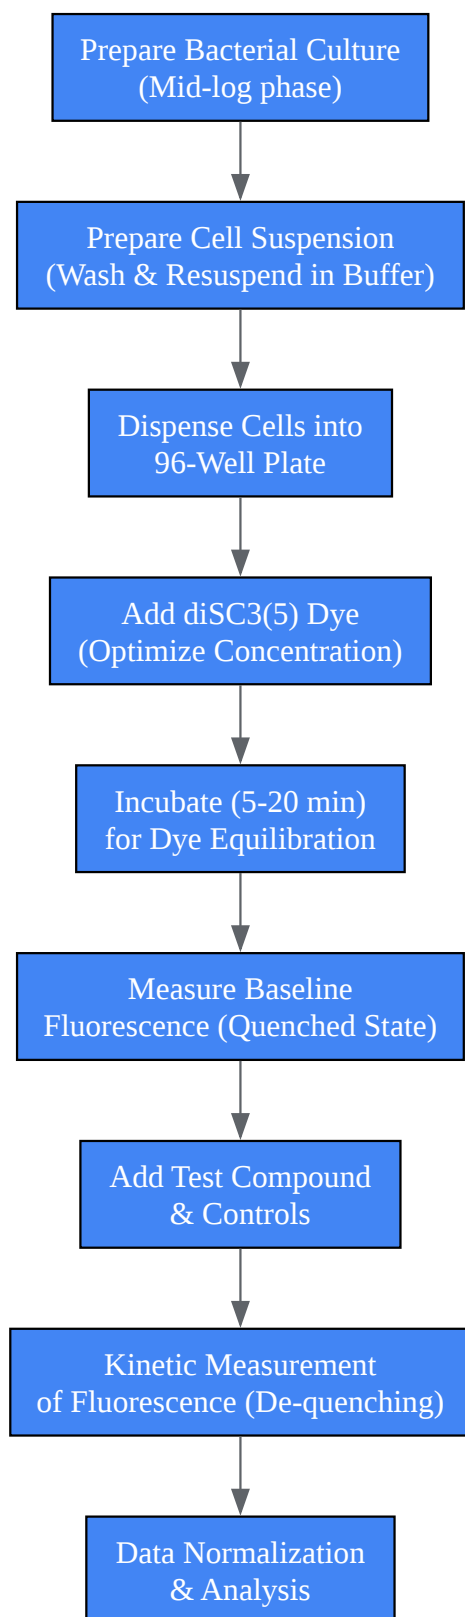 Prepare Bacterial Culture
(Mid-log phase)
Prepare Cell Suspension
(Wash & Resuspend in Buffer)
Dispense Cells into
96-Well Plate
Add diSC3(5) Dye
(Optimize Concentration)
Incubate (5-20 min)
for Dye Equilibration
Measure Baseline
Fluorescence (Quenched State)
Add Test Compound
& Controls
Kinetic Measurement
of Fluorescence (De-quenching)
Data Normalization
& Analysis